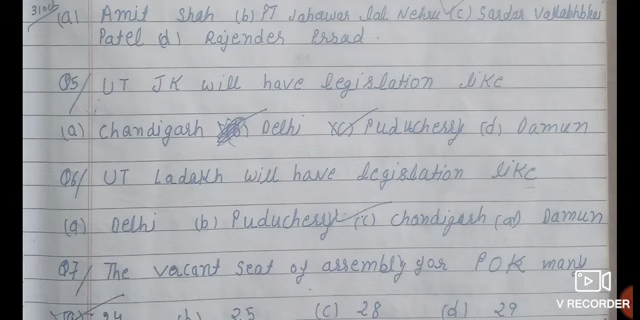 (a) Amit Shah (b) PT Jahawar lal Nehru (c) Sardar Vallabhbhai
Patel (d) Rajender Prsad.
Q5/ UT JK will have legislation like
(a) Chandigarh (b) Delhi (c) Puducherry (d) Damun
Q6/ UT Ladakh will have legislation like
(a) Delhi (b) Puducherry (c) Chandigarh (d) Damun
Q7/ The vacant seat of assembly for POK many
(a) 24 (b) 25 (c) 28 (d) 29
V RECORDER